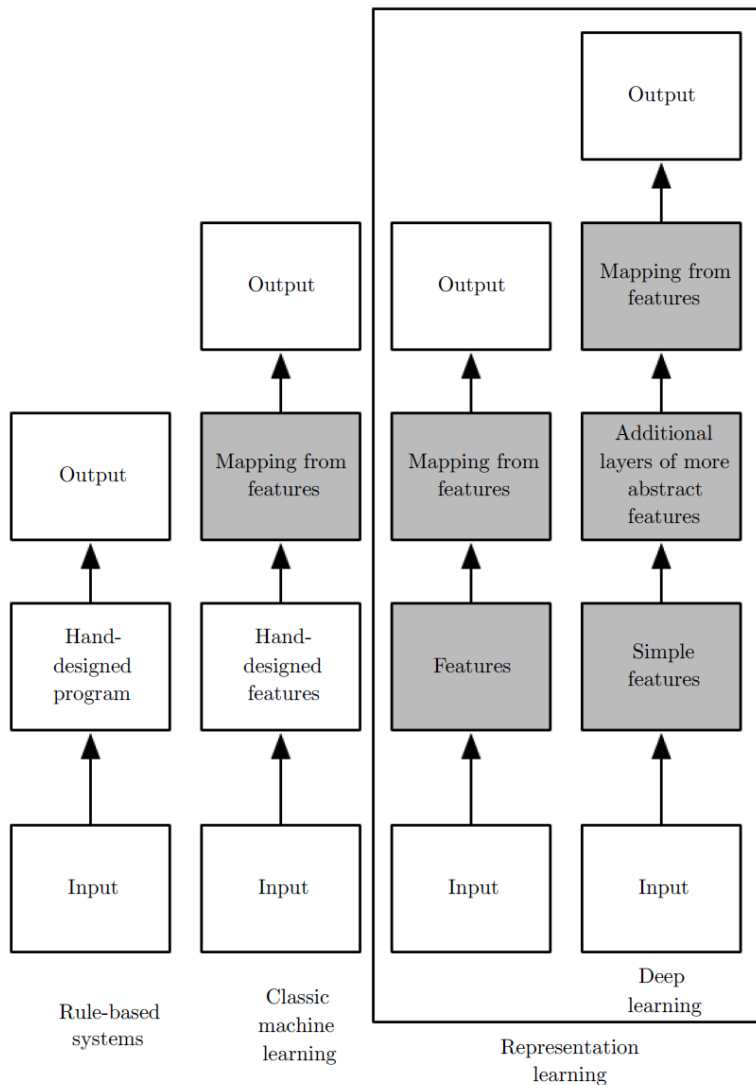 Output
Output
Output
Mapping from
features
Output
Mapping from
features
Mapping from
features
Additional
layers of more
abstract
features
Hand-
designed
program
Hand-
designed
features
Features
Simple
features
Input
Input
Input
Input
Rule-based
systems
Classic
machine
learning
Deep
learning
Representation
learning